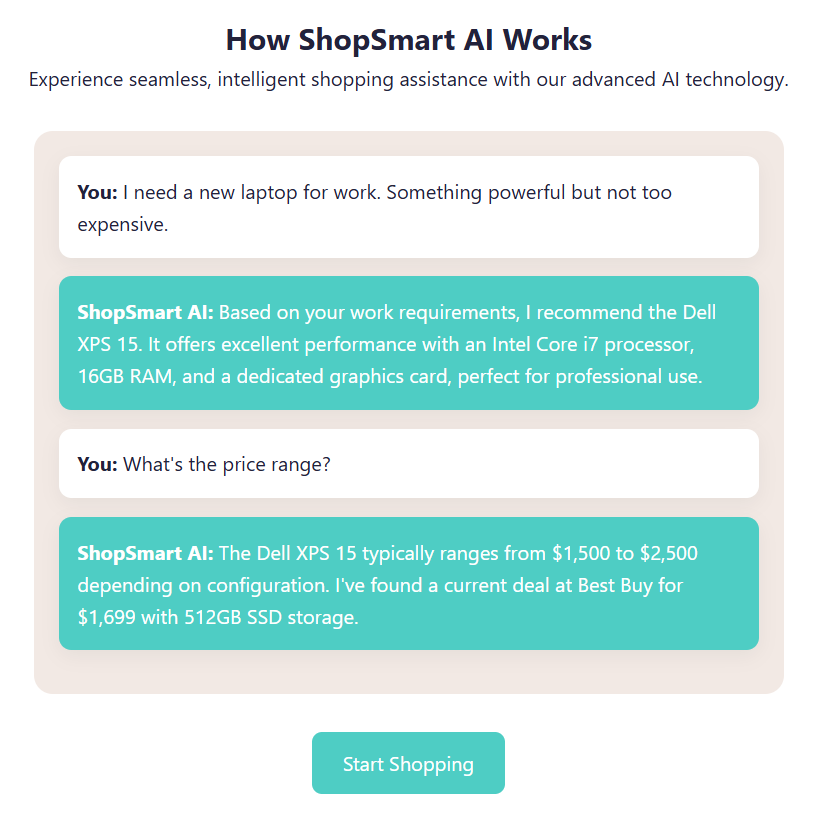 How ShopSmart AI Works
Experience seamless, intelligent shopping assistance with our advanced AI technology.
You: I need a new laptop for work. Something powerful but not too
expensive.
ShopSmart AI: Based on your work requirements, I recommend the Dell
XPS 15. It offers excellent performance with an Intel Core i7 processor,
16GB RAM, and a dedicated graphics card, perfect for professional use.
You: What's the price range?
ShopSmart AI: The Dell XPS 15 typically ranges from $1,500 to $2,500
depending on configuration. I've found a current deal at Best Buy for
$1,699 with 512GB SSD storage.
Start Shopping